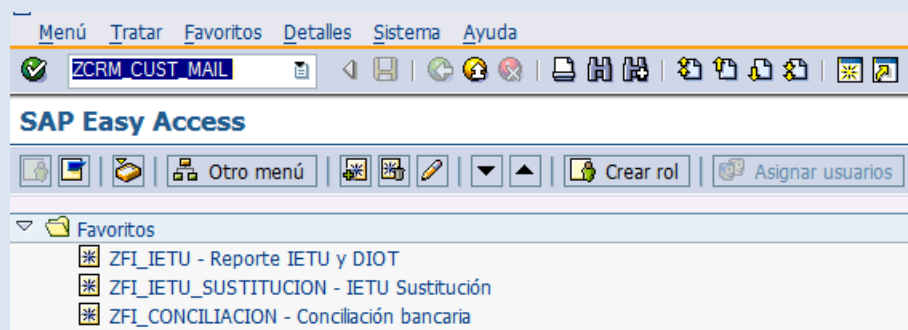 Menú Tratar Favoritos Detalles Sistema Ayuda
ZCRM_CUST_MAIL
SAP Easy Access
Otro menú Crear rol Asignar usuarios
Favoritos
ZFI_IETU - Reporte IETU y DIOT
ZFI_IETU_SUSTITUCION - IETU Sustitución
ZFI_CONCILIACION - Conciliación bancaria